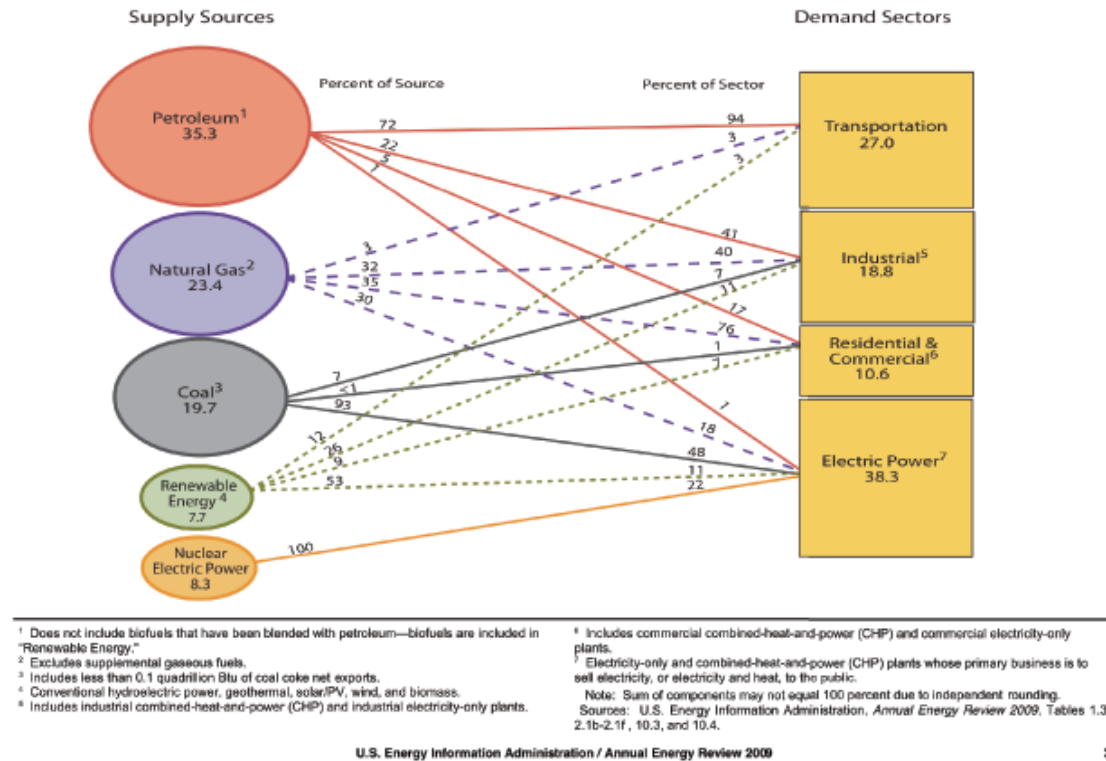 Supply Sources
Demand Sectors
Percent of Source
Percent of Sector
Petroleum¹
35.3
Natural Gas²
23.4
Coal³
19.7
Renewable
Energy ⁴
7.7
Nuclear
Electric Power
8.3
72
22
5
1
3
32
35
30
7
<1
93
12
26
9
53
100
94
3
3
41
40
7
11
17
76
1
7
1
18
48
11
22
Transportation
27.0
Industrial⁵
18.8
Residential &
Commercial⁶
10.6
Electric Power⁷
38.3
¹ Does not include biofuels that have been blended with petroleum—biofuels are included in
"Renewable Energy."
² Excludes supplemental gaseous fuels.
³ Includes less than 0.1 quadrillion Btu of coal coke net exports.
⁴ Conventional hydroelectric power, geothermal, solar/PV, wind, and biomass.
⁵ Includes industrial combined-heat-and-power (CHP) and industrial electricity-only plants.
⁶ Includes commercial combined-heat-and-power (CHP) and commercial electricity-only
plants.
⁷ Electricity-only and combined-heat-and-power (CHP) plants whose primary business is to
sell electricity, or electricity and heat, to the public.
Note: Sum of components may not equal 100 percent due to independent rounding.
Sources: U.S. Energy Information Administration, Annual Energy Review 2009, Tables 1.3
2.1b-2.1f , 10.3, and 10.4.
U.S. Energy Information Administration / Annual Energy Review 2009